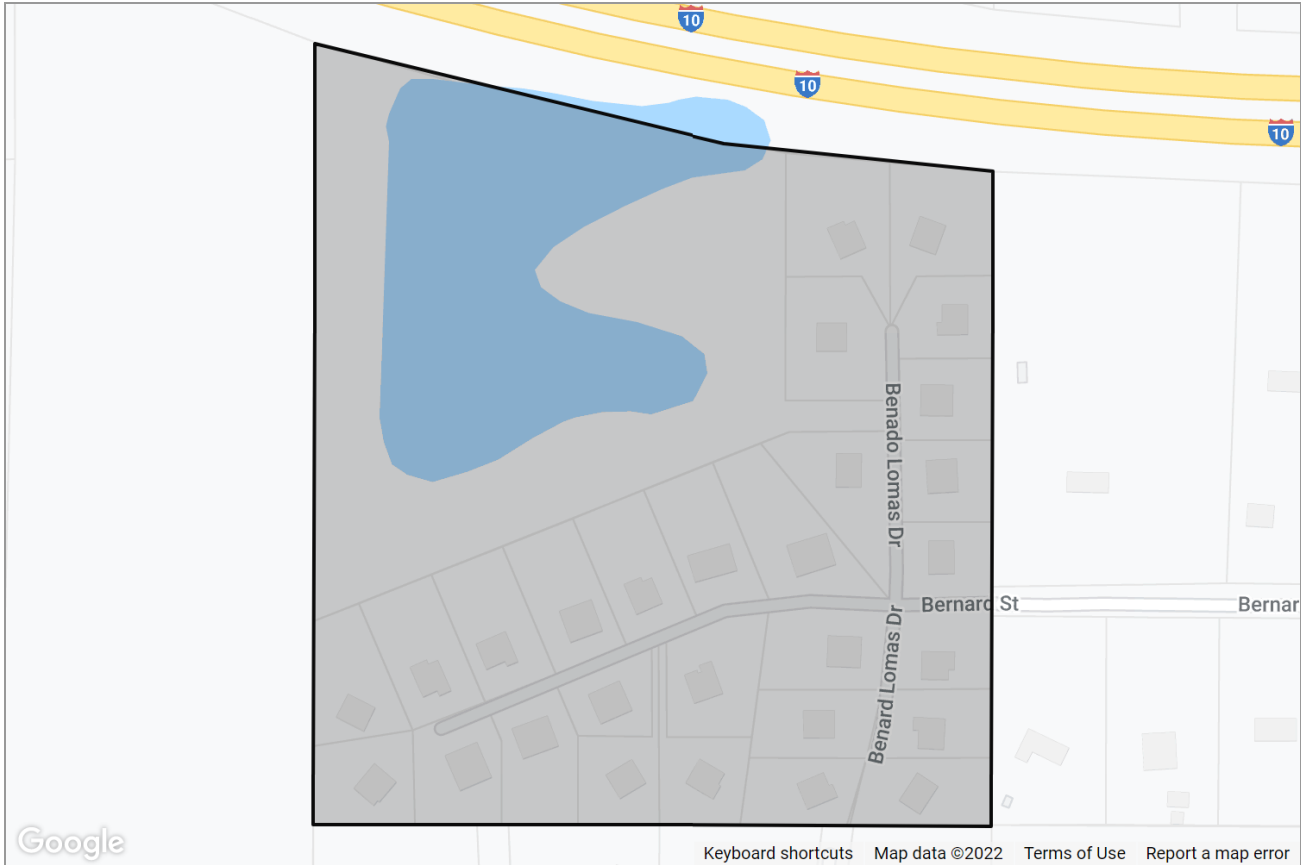 10
10
10
Benado Lomas Dr
Bernard St
Bernar
Benard Lomas Dr
Google
Keyboard shortcuts Map data ©2022 Terms of Use Report a map error